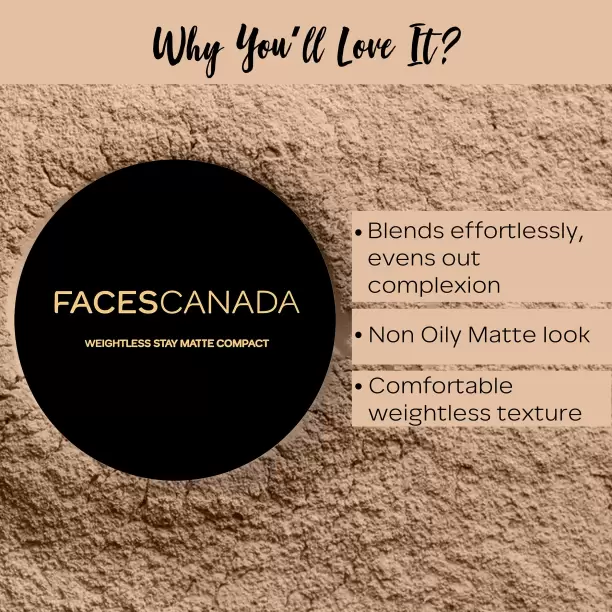 Why You'll Love It?
FACESCANADA
WEIGHTLESS STAY MATTE COMPACT
• Blends effortlessly,
evens out
complexion
• Non Oily Matte look
• Comfortable
weightless texture